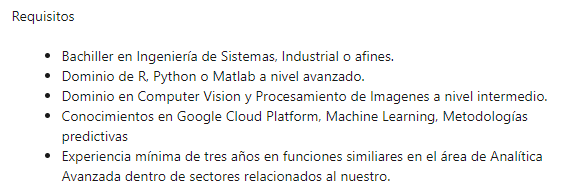 Requisitos
• Bachiller en Ingeniería de Sistemas, Industrial o afines.
• Dominio de R, Python o Matlab a nivel avanzado.
• Dominio en Computer Vision y Procesamiento de Imagenes a nivel intermedio.
• Conocimientos en Google Cloud Platform, Machine Learning, Metodologías
predictivas
• Experiencia mínima de tres años en funciones similiares en el área de Analítica
Avanzada dentro de sectores relacionados al nuestro.